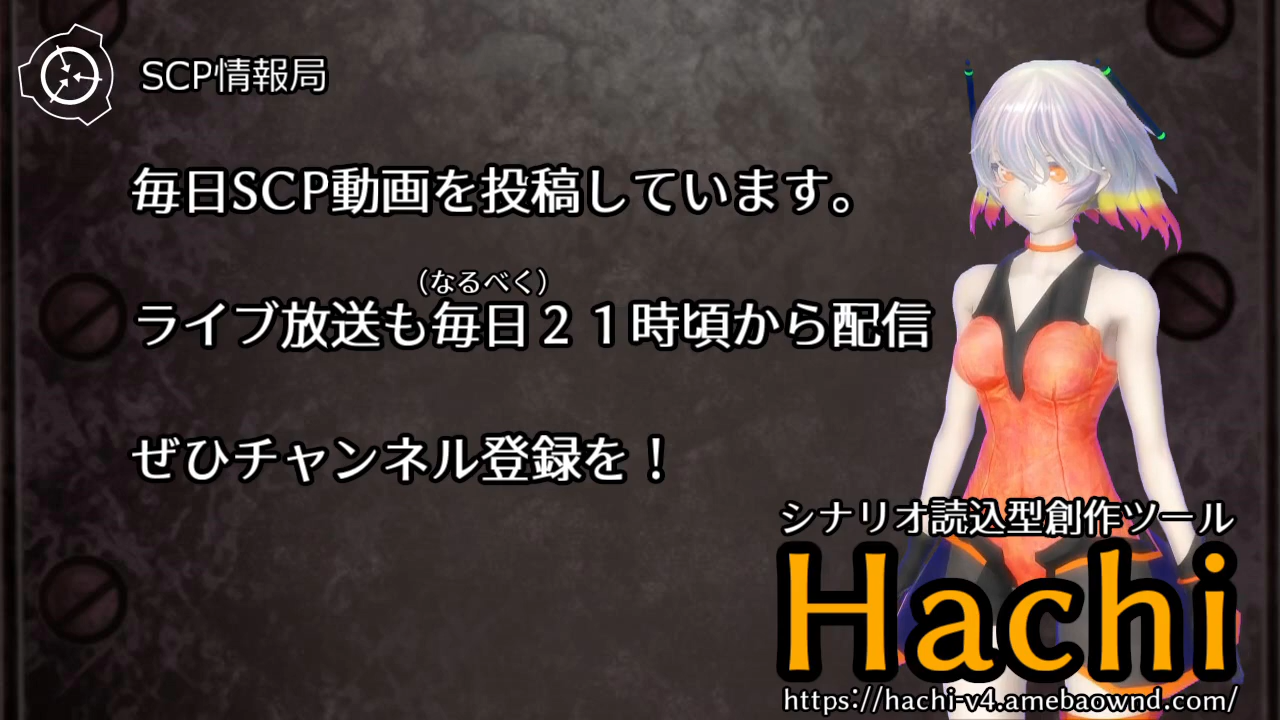 SCP情報局
毎日SCP動画を投稿しています。
（なるべく）
ライブ放送も毎日２１時頃から配信
ぜひチャンネル登録を！
シナリオ読込型創作ツール
Hachi
https://hachi-v4.amebaownd.com/